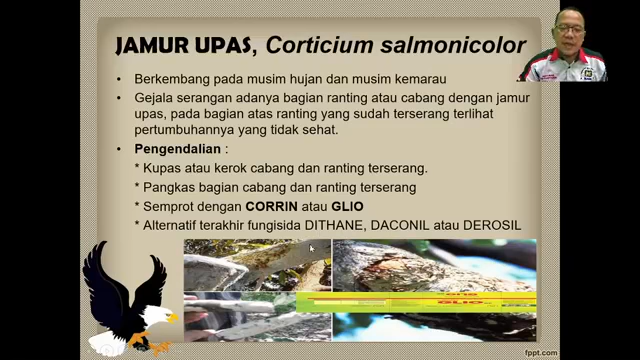 JAMUR UPAS, Corticium salmonicolor
• Berkembang pada musim hujan dan musim kemarau
• Gejala serangan adanya bagian ranting atau cabang dengan jamur
upas, pada bagian atas ranting yang sudah terserang terlihat
pertumbuhannya yang tidak sehat.
• Pengendalian :
* Kupas atau kerok cabang dan ranting terserang.
* Pangkas bagian cabang dan ranting terserang
* Semprot dengan CORRIN atau GLIO
* Alternatif terakhir fungisida DITHANE, DACONIL atau DEROSIL
GLIO
fppt.com